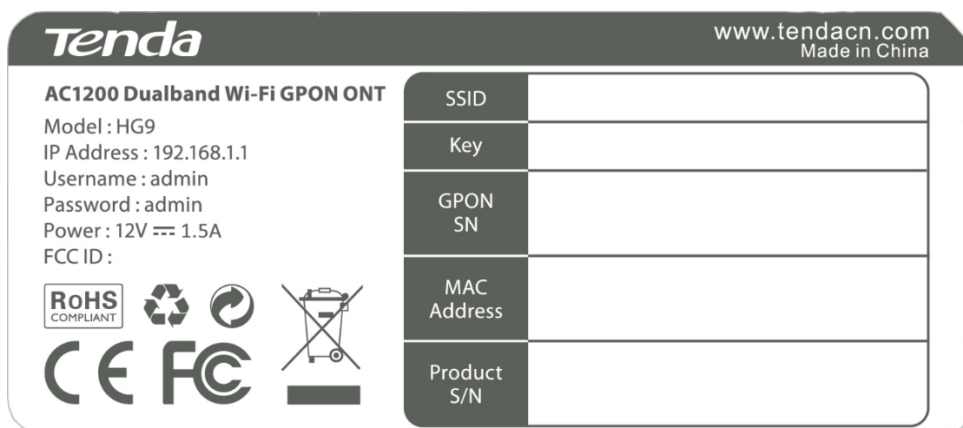 Tenda
www.tendacn.com
Made in China
AC1200 Dualband Wi-Fi GPON ONT
Model : HG9
IP Address : 192.168.1.1
Username : admin
Password : admin
Power : 12V ⎓ 1.5A
FCC ID :
RoHS
COMPLIANT
CE FC
SSID
Key
GPON
SN
MAC
Address
Product
S/N